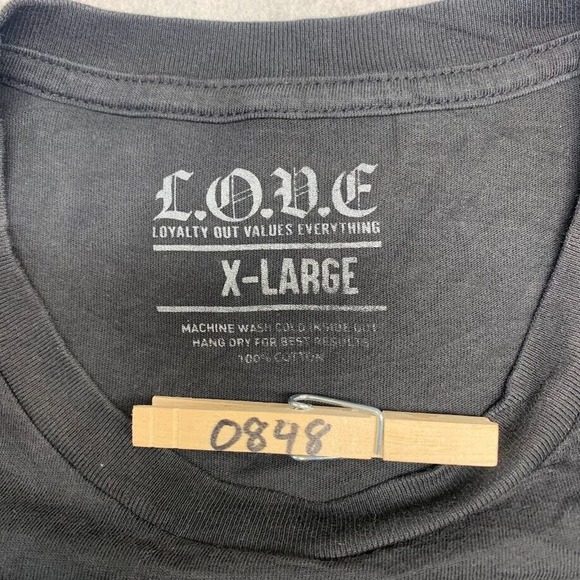 L.O.V.E
LOYALTY OUT VALUES EVERYTHING
X-LARGE
MACHINE WASH COLD INSIDE OUT
HANG DRY FOR BEST RESULTS
100% COTTON
0848